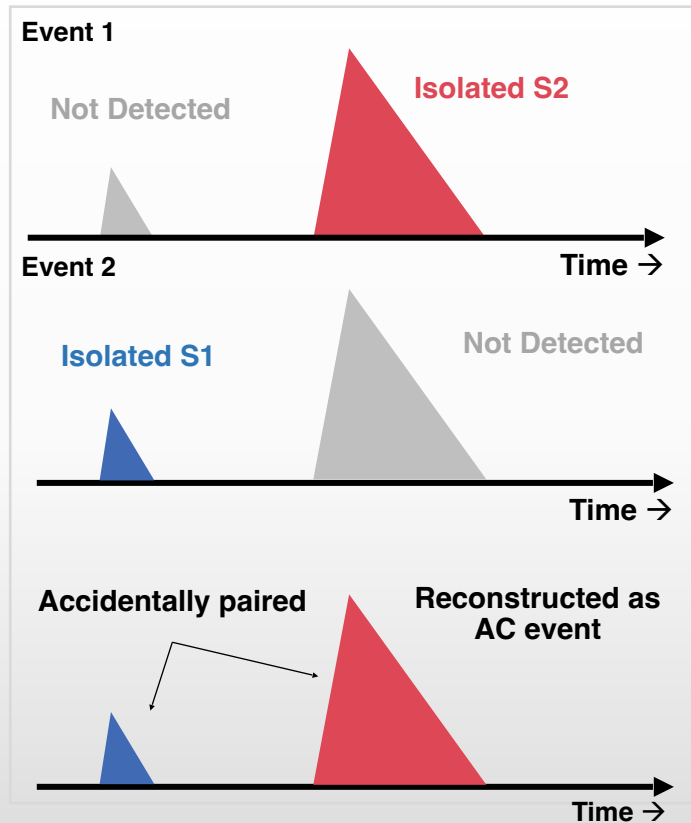 Event 1
Isolated S2
Not Detected
Time →
Event 2
Isolated S1
Not Detected
Time →
Accidentally paired
Reconstructed as
AC event
Time →